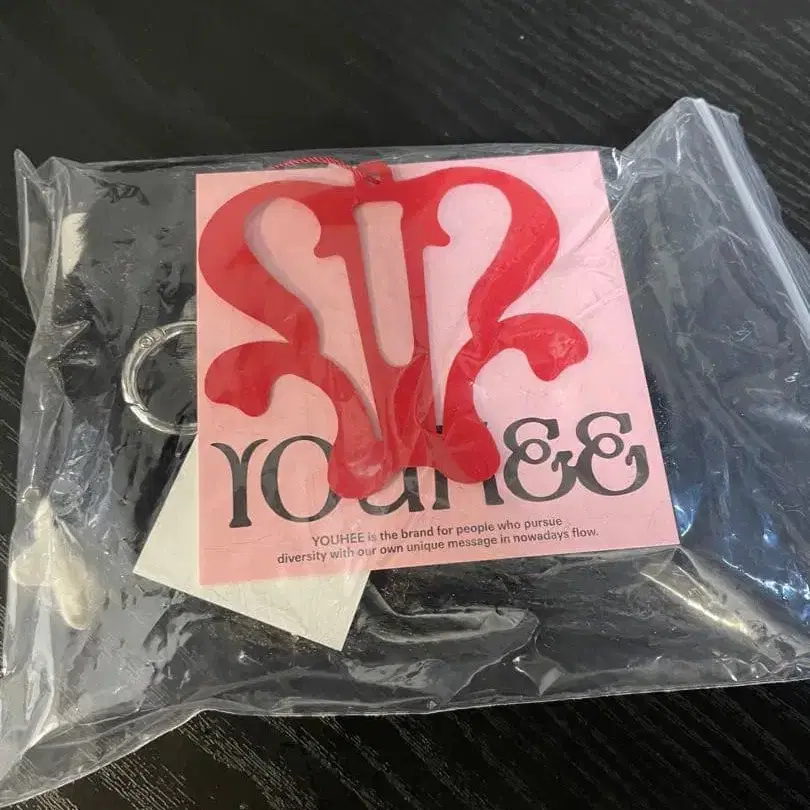 YOUHEE
YOUHEE is the brand for people who pursue
diversity with our own unique message in nowadays flow.